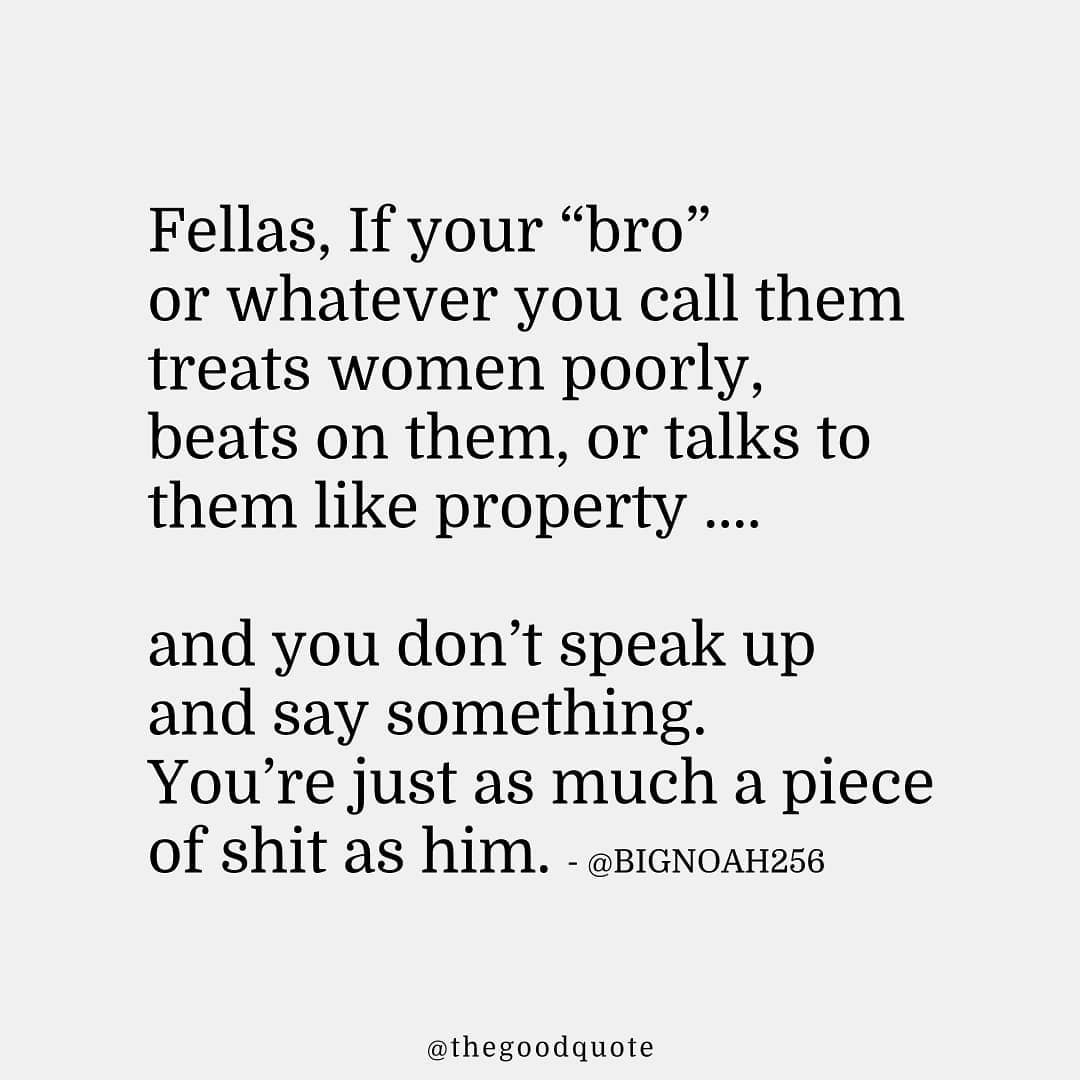 Fellas, If your “bro”
or whatever you call them
treats women poorly,
beats on them, or talks to
them like property ....
and you don’t speak up
and say something.
You’re just as much a piece
of shit as him. - @BIGNOAH256
@thegoodquote